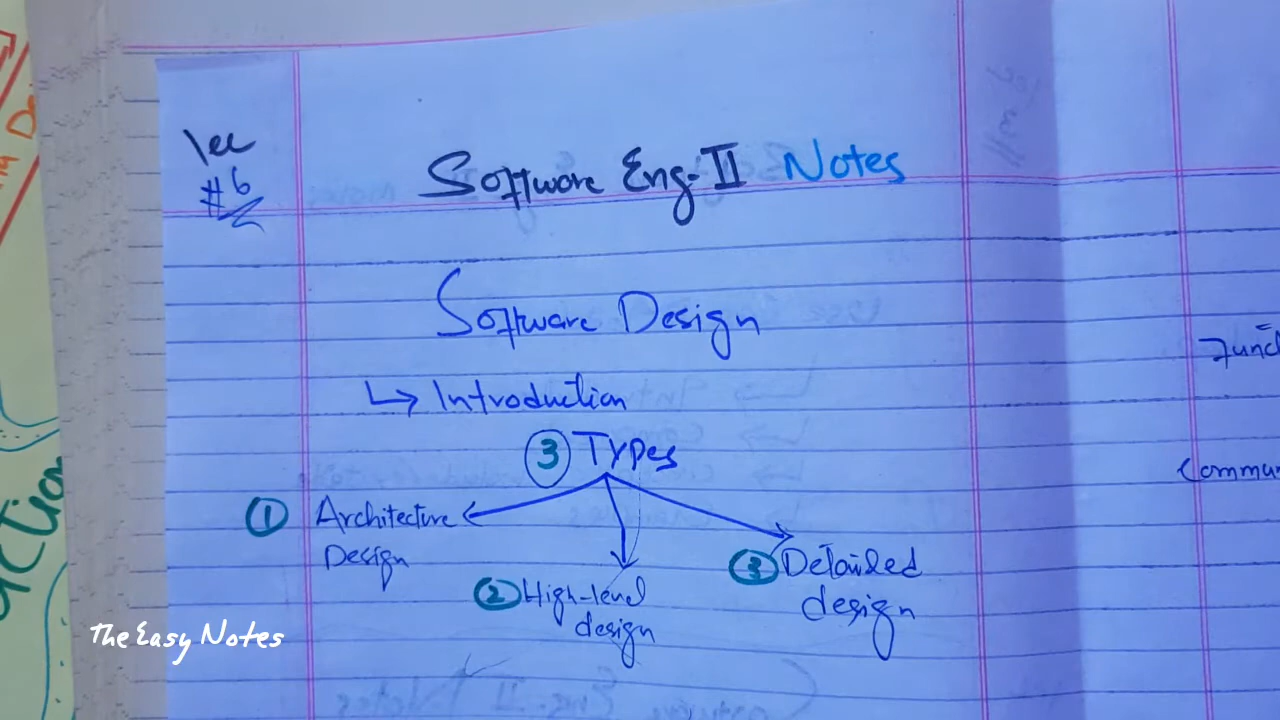 lec
#6
Software Eng-II Notes
Software Design
↳ Introduction
③ Types
① Architecture
Design
② High-level
design
③ Detailed
design
The Easy Notes